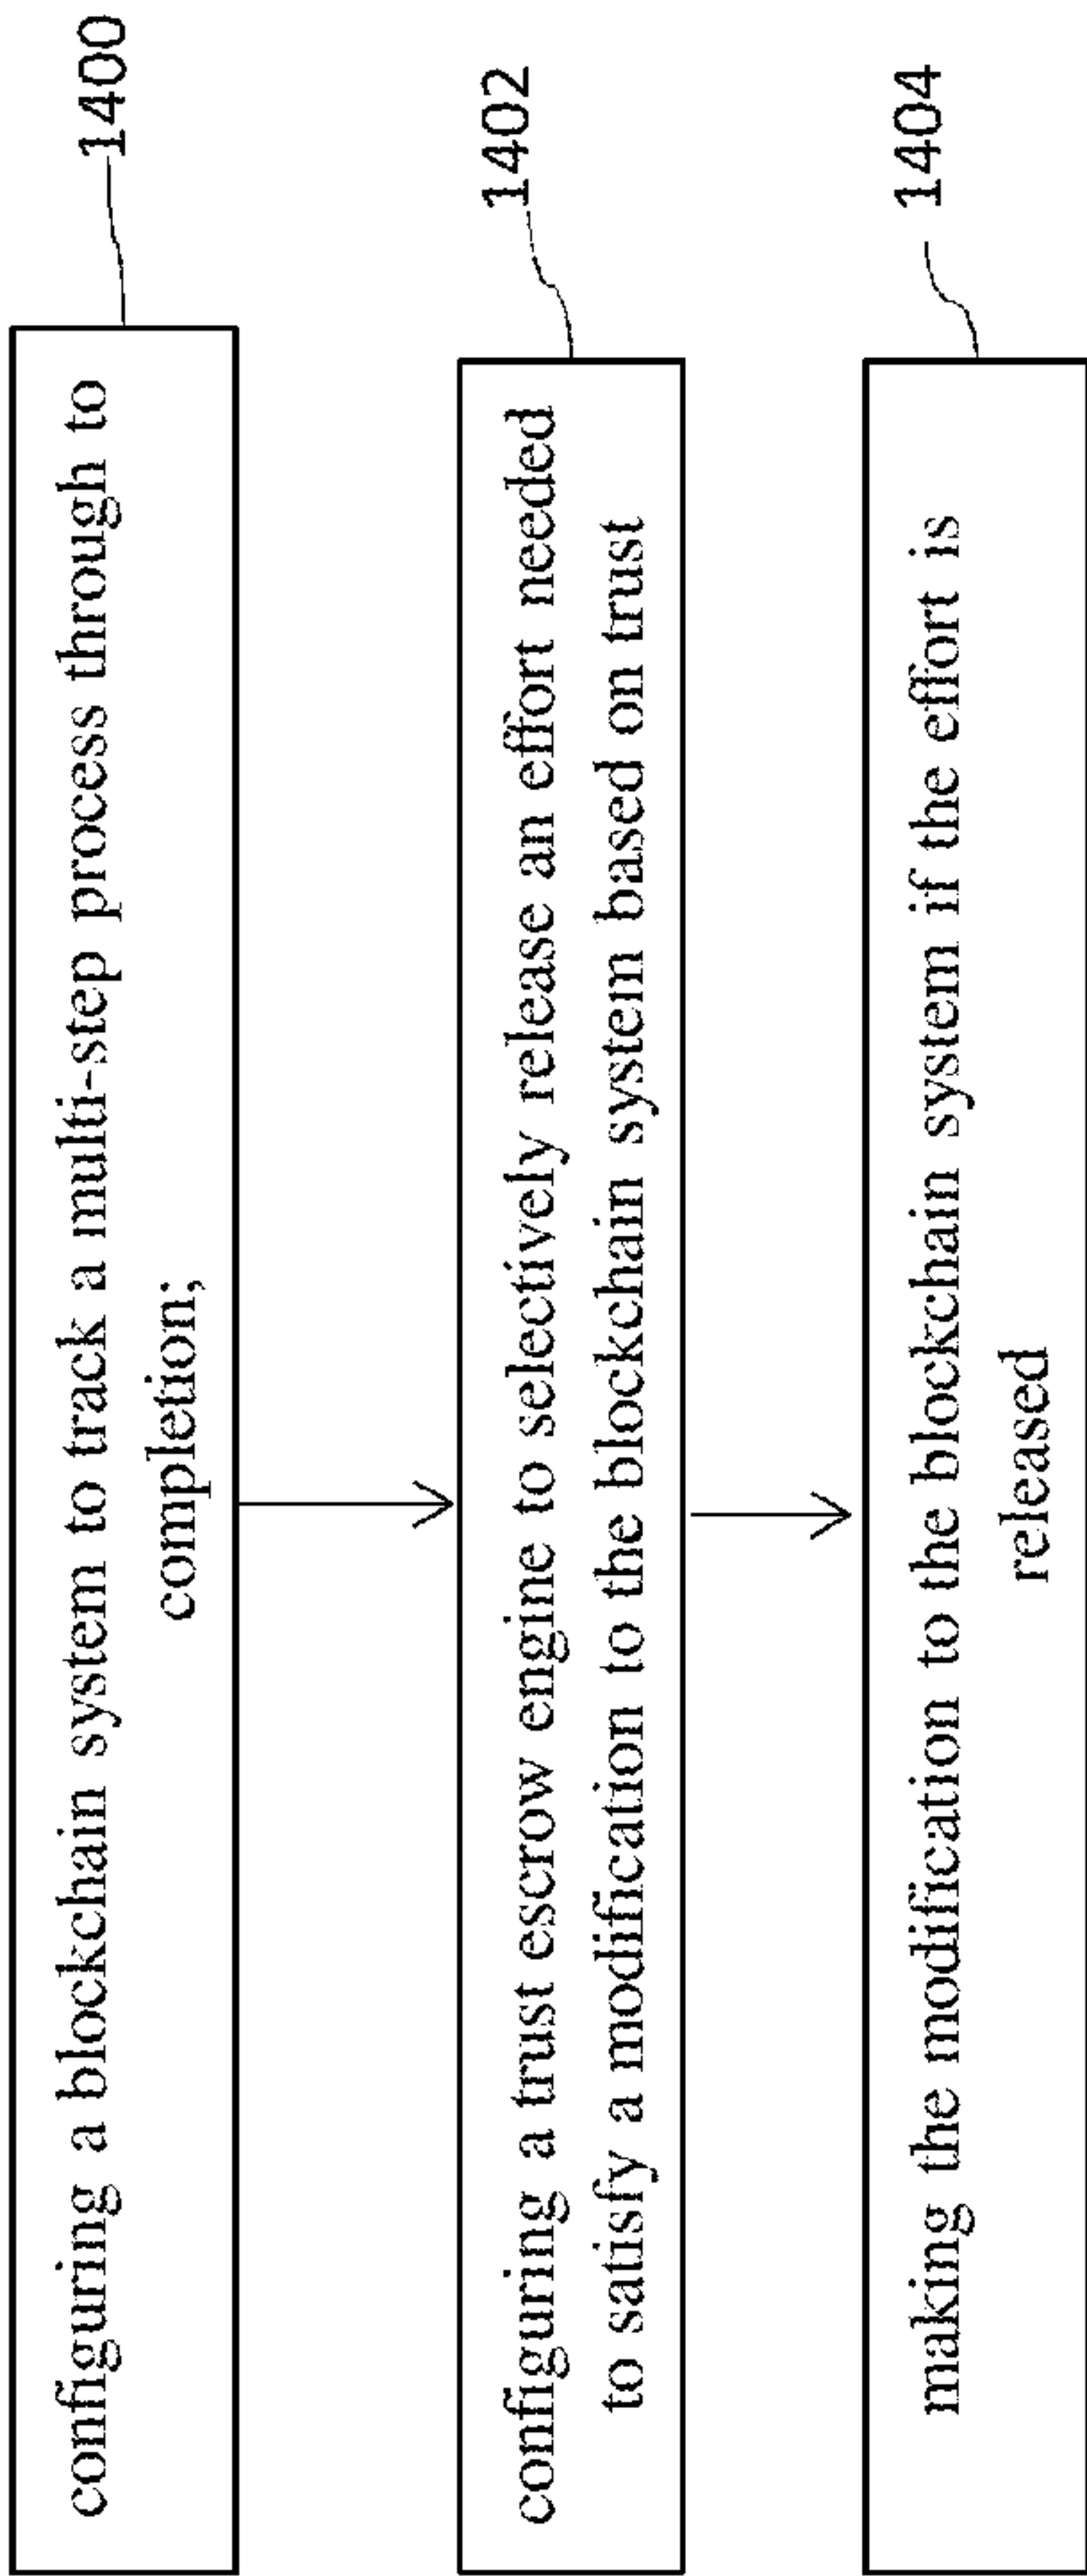 configuring a blockchain system to track a multi-step process through to
completion;
1400
configuring a trust escrow engine to selectively release an effort needed
to satisfy a modification to the blockchain system based on trust
1402
making the modification to the blockchain system if the effort is
released
1404